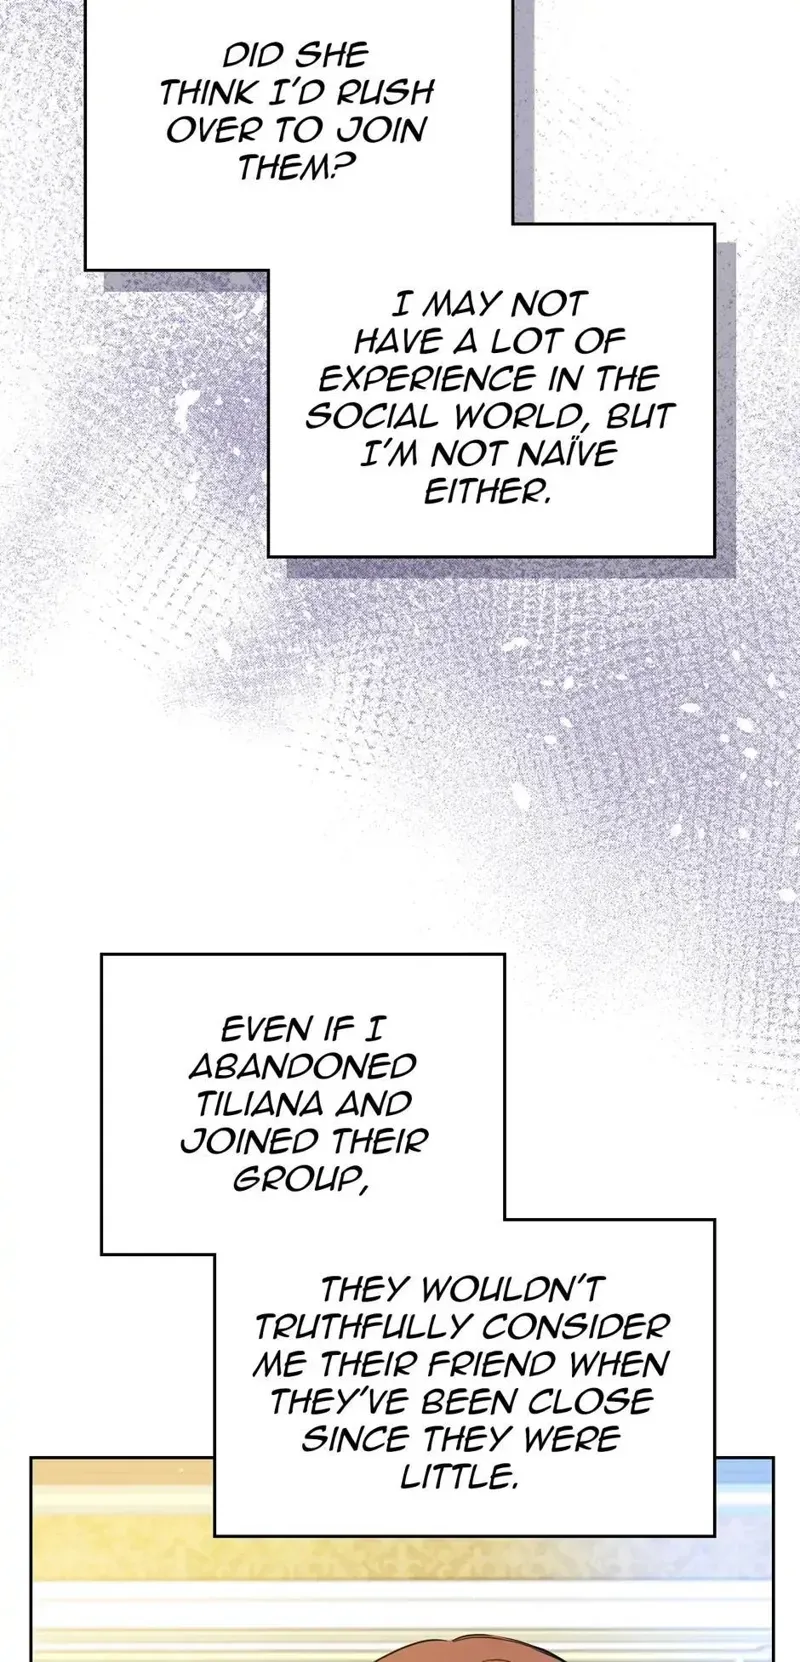 DID SHE
THINK I'D RUSH
OVER TO JOIN
THEM?
I MAY NOT
HAVE A LOT OF
EXPERIENCE IN THE
SOCIAL WORLD, BUT
I'M NOT NAÏVE
EITHER.
EVEN IF I
ABANDONED
TILIANA AND
JOINED THEIR
GROUP,
THEY WOULDN'T
TRUTHFULLY CONSIDER
ME THEIR FRIEND WHEN
THEY'VE BEEN CLOSE
SINCE THEY WERE
LITTLE.